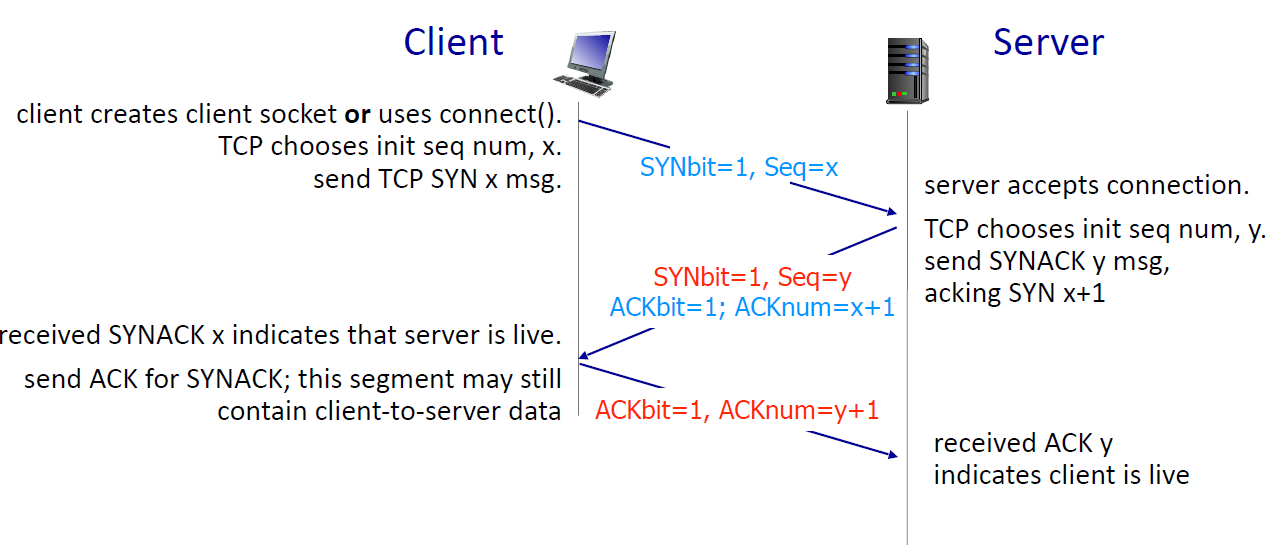 Client
Server
client creates client socket or uses connect().
TCP chooses init seq num, x.
send TCP SYN x msg.
SYNbit=1, Seq=x
server accepts connection.
TCP chooses init seq num, y.
send SYNACK y msg,
acking SYN x+1
SYNbit=1, Seq=y
ACKbit=1; ACKnum=x+1
received SYNACK x indicates that server is live.
send ACK for SYNACK; this segment may still
contain client-to-server data
ACKbit=1, ACKnum=y+1
received ACK y
indicates client is live